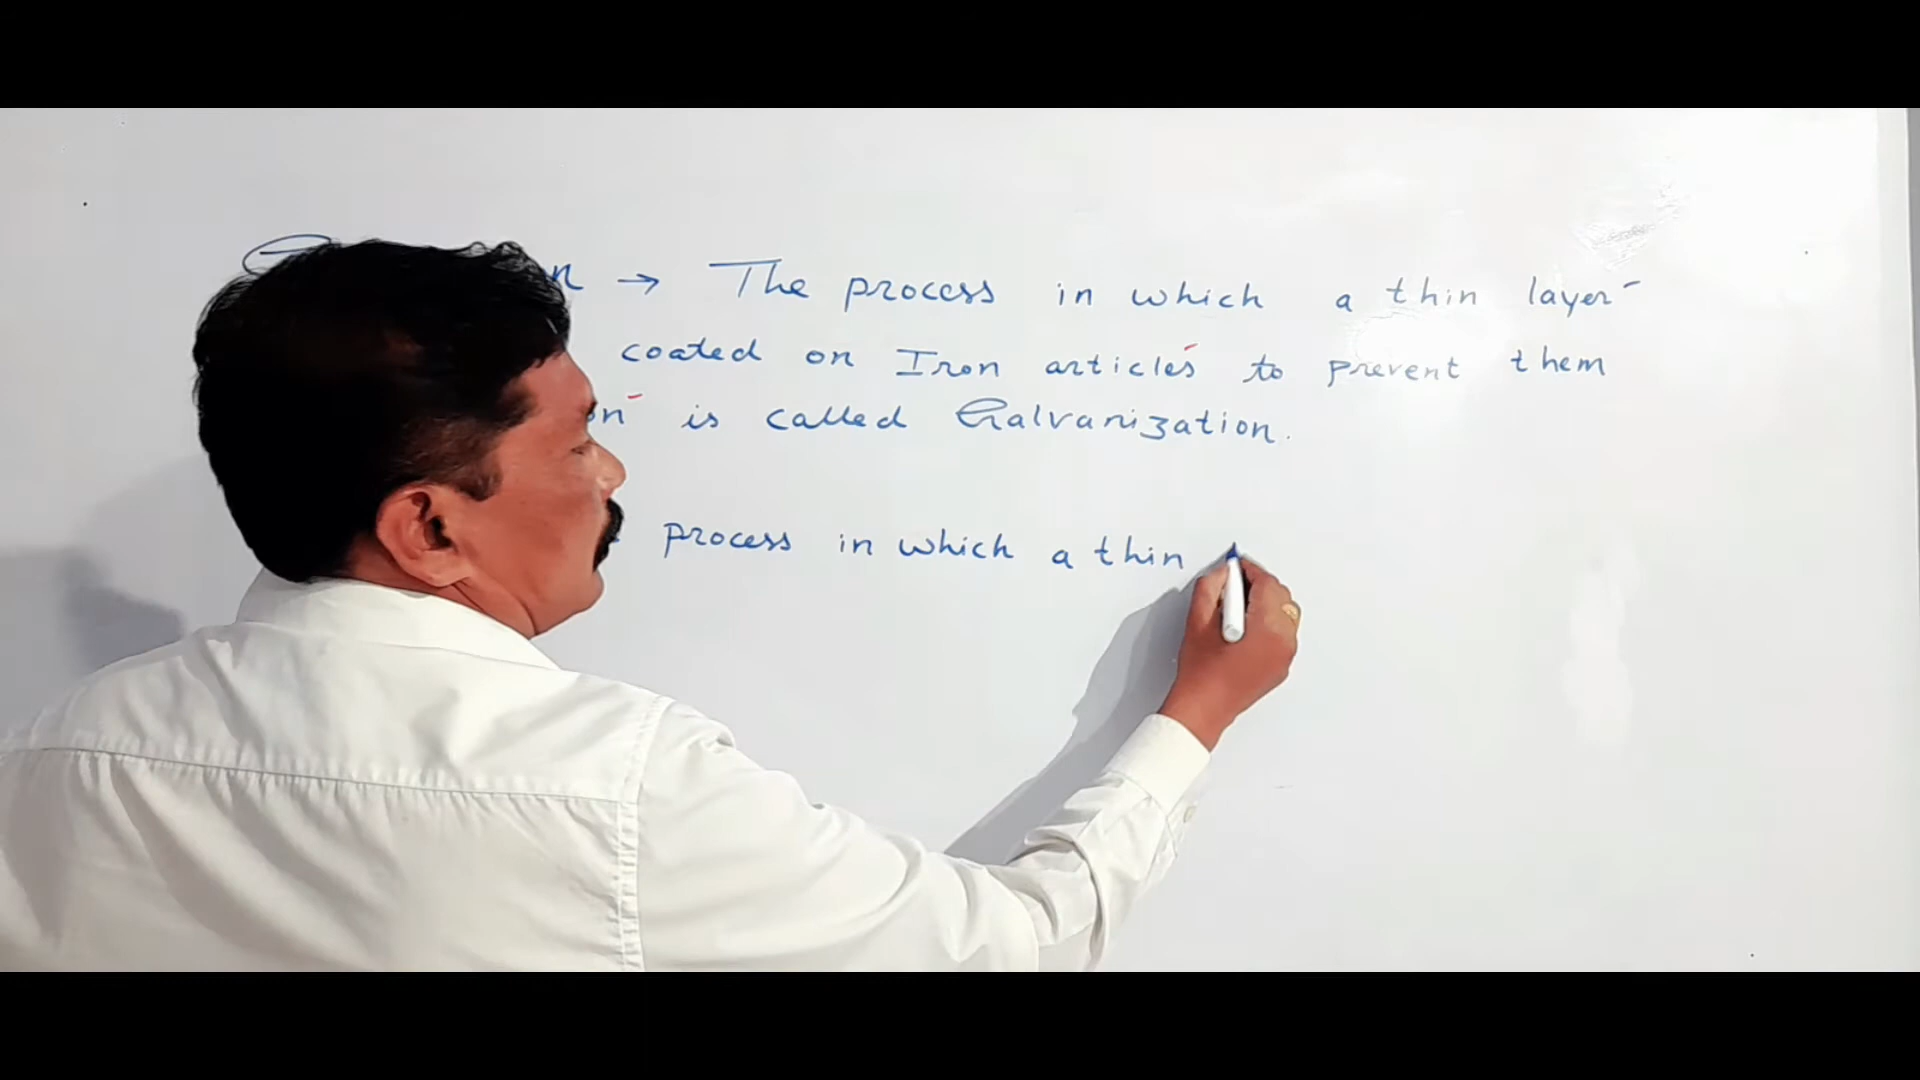 → The process in which a thin layer
coated on Iron articles to prevent them
is called Galvanization.
process in which a thin